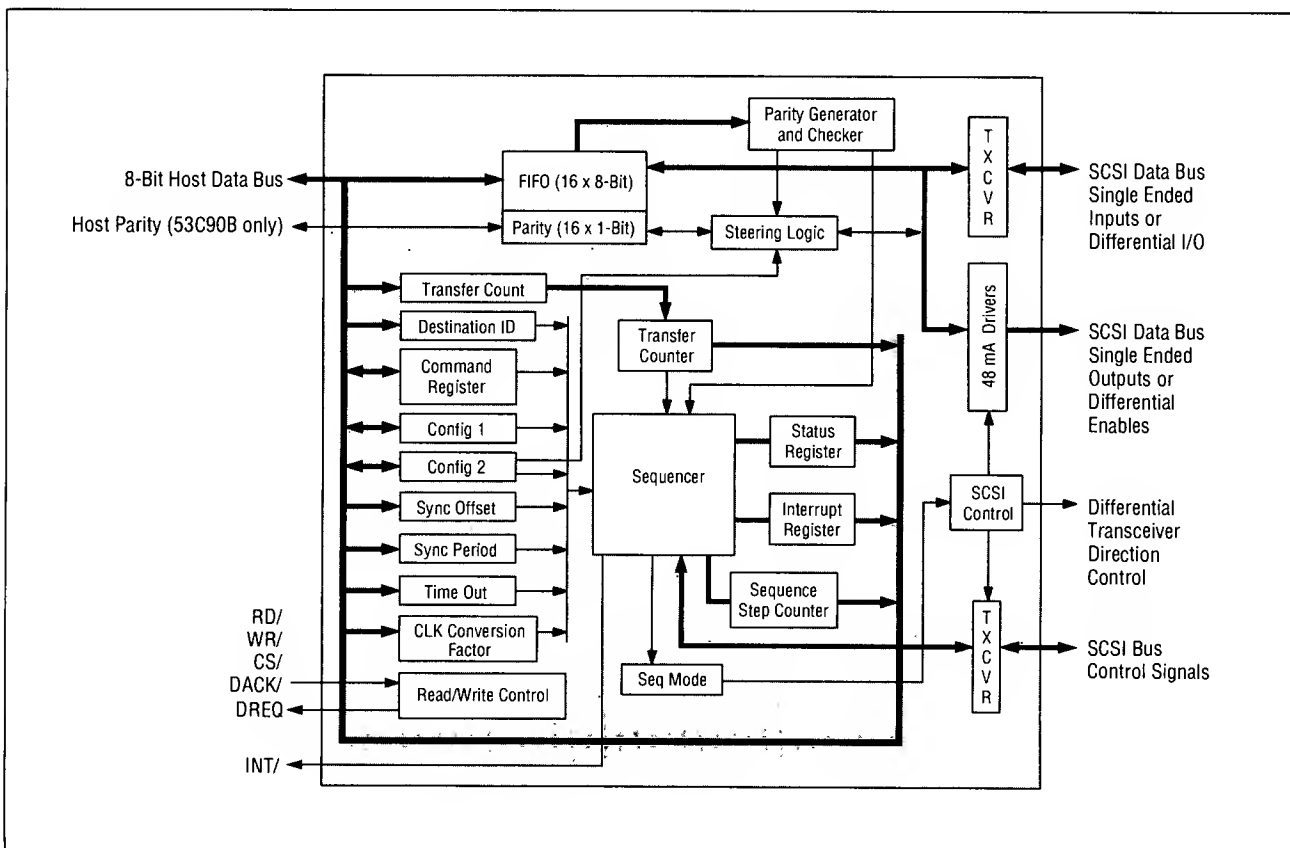 Parity Generator
and Checker
T
X
C
V
R
8-Bit Host Data Bus
FIFO (16 x 8-Bit)
SCSI Data Bus
Single Ended
Inputs or
Differential I/O
Host Parity (53C90B only)
Parity (16 x 1-Bit)
Steering Logic
Transfer Count
Destination ID
Transfer
Counter
48 mA Drivers
SCSI Data Bus
Single Ended
Outputs or
Differential
Enables
Command
Register
Config 1
Config 2
Sequencer
Status
Register
Sync Offset
Interrupt
Register
SCSI
Control
Differential
Transceiver
Direction
Control
Sync Period
Time Out
Sequence
Step Counter
CLK Conversion
Factor
RD/
WR/
CS/
DACK/
DREQ
Read/Write Control
Seq Mode
T
X
C
V
R
SCSI Bus
Control Signals
INT/